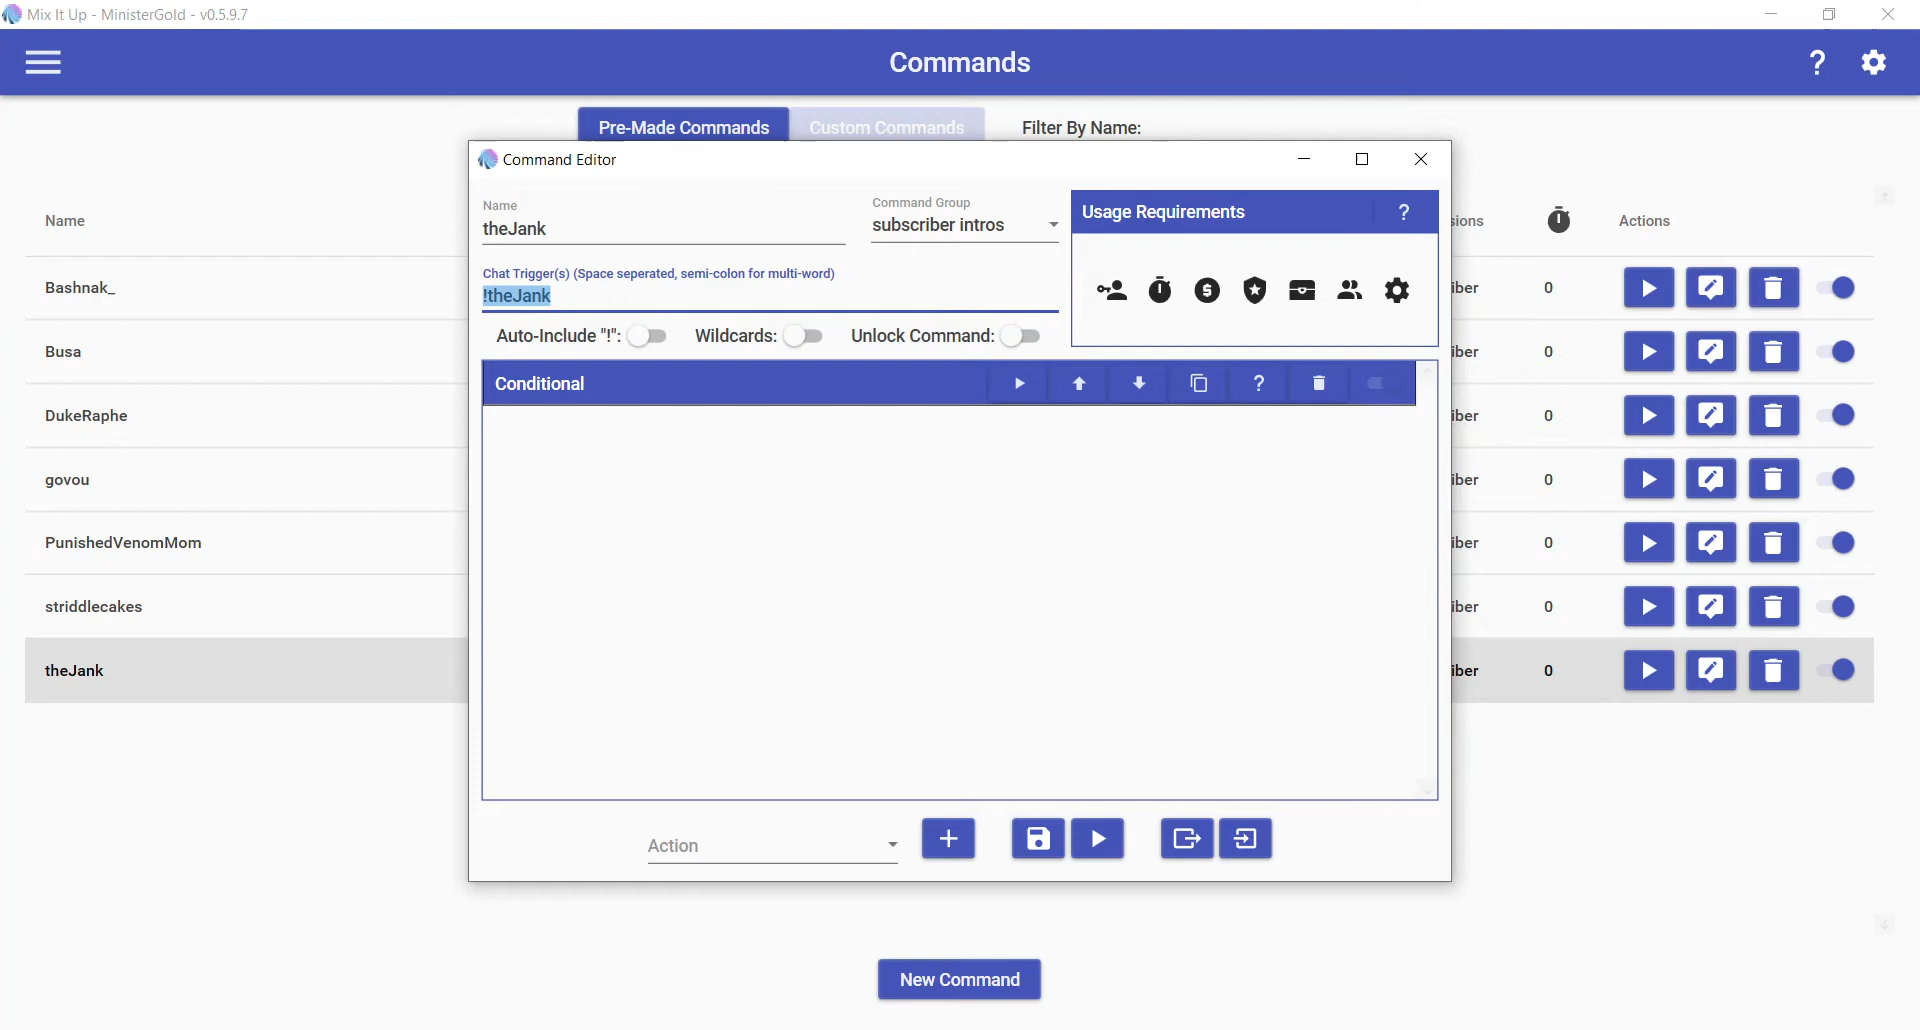 Mix It Up - MinisterGold - v0.5.9.7
Commands
?
Pre-Made Commands
Custom Commands
Filter By Name:
Command Editor
Name
theJank
Command Group
subscriber intros
Usage Requirements
?
Chat Trigger(s) (Space seperated, semi-colon for multi-word)
!theJank
Auto-Include "!":
Wildcards:
Unlock Command:
Conditional
?
Action
Name
sions
Actions
Bashnak_
iber
0
Busa
iber
0
DukeRaphe
iber
0
govou
iber
0
PunishedVenomMom
iber
0
striddlecakes
iber
0
theJank
iber
0
New Command